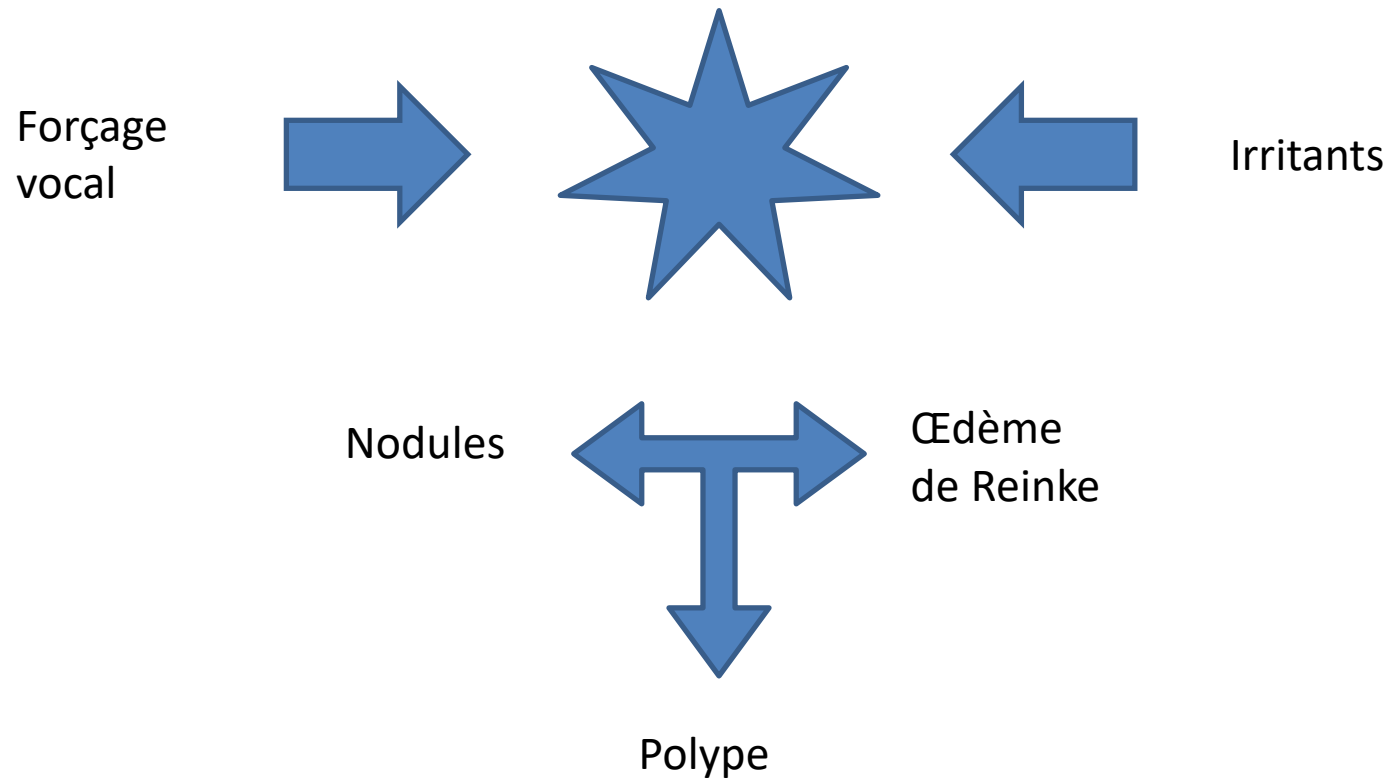 Forçage
vocal
Irritants
Nodules
Œdème
de Reinke
Polype